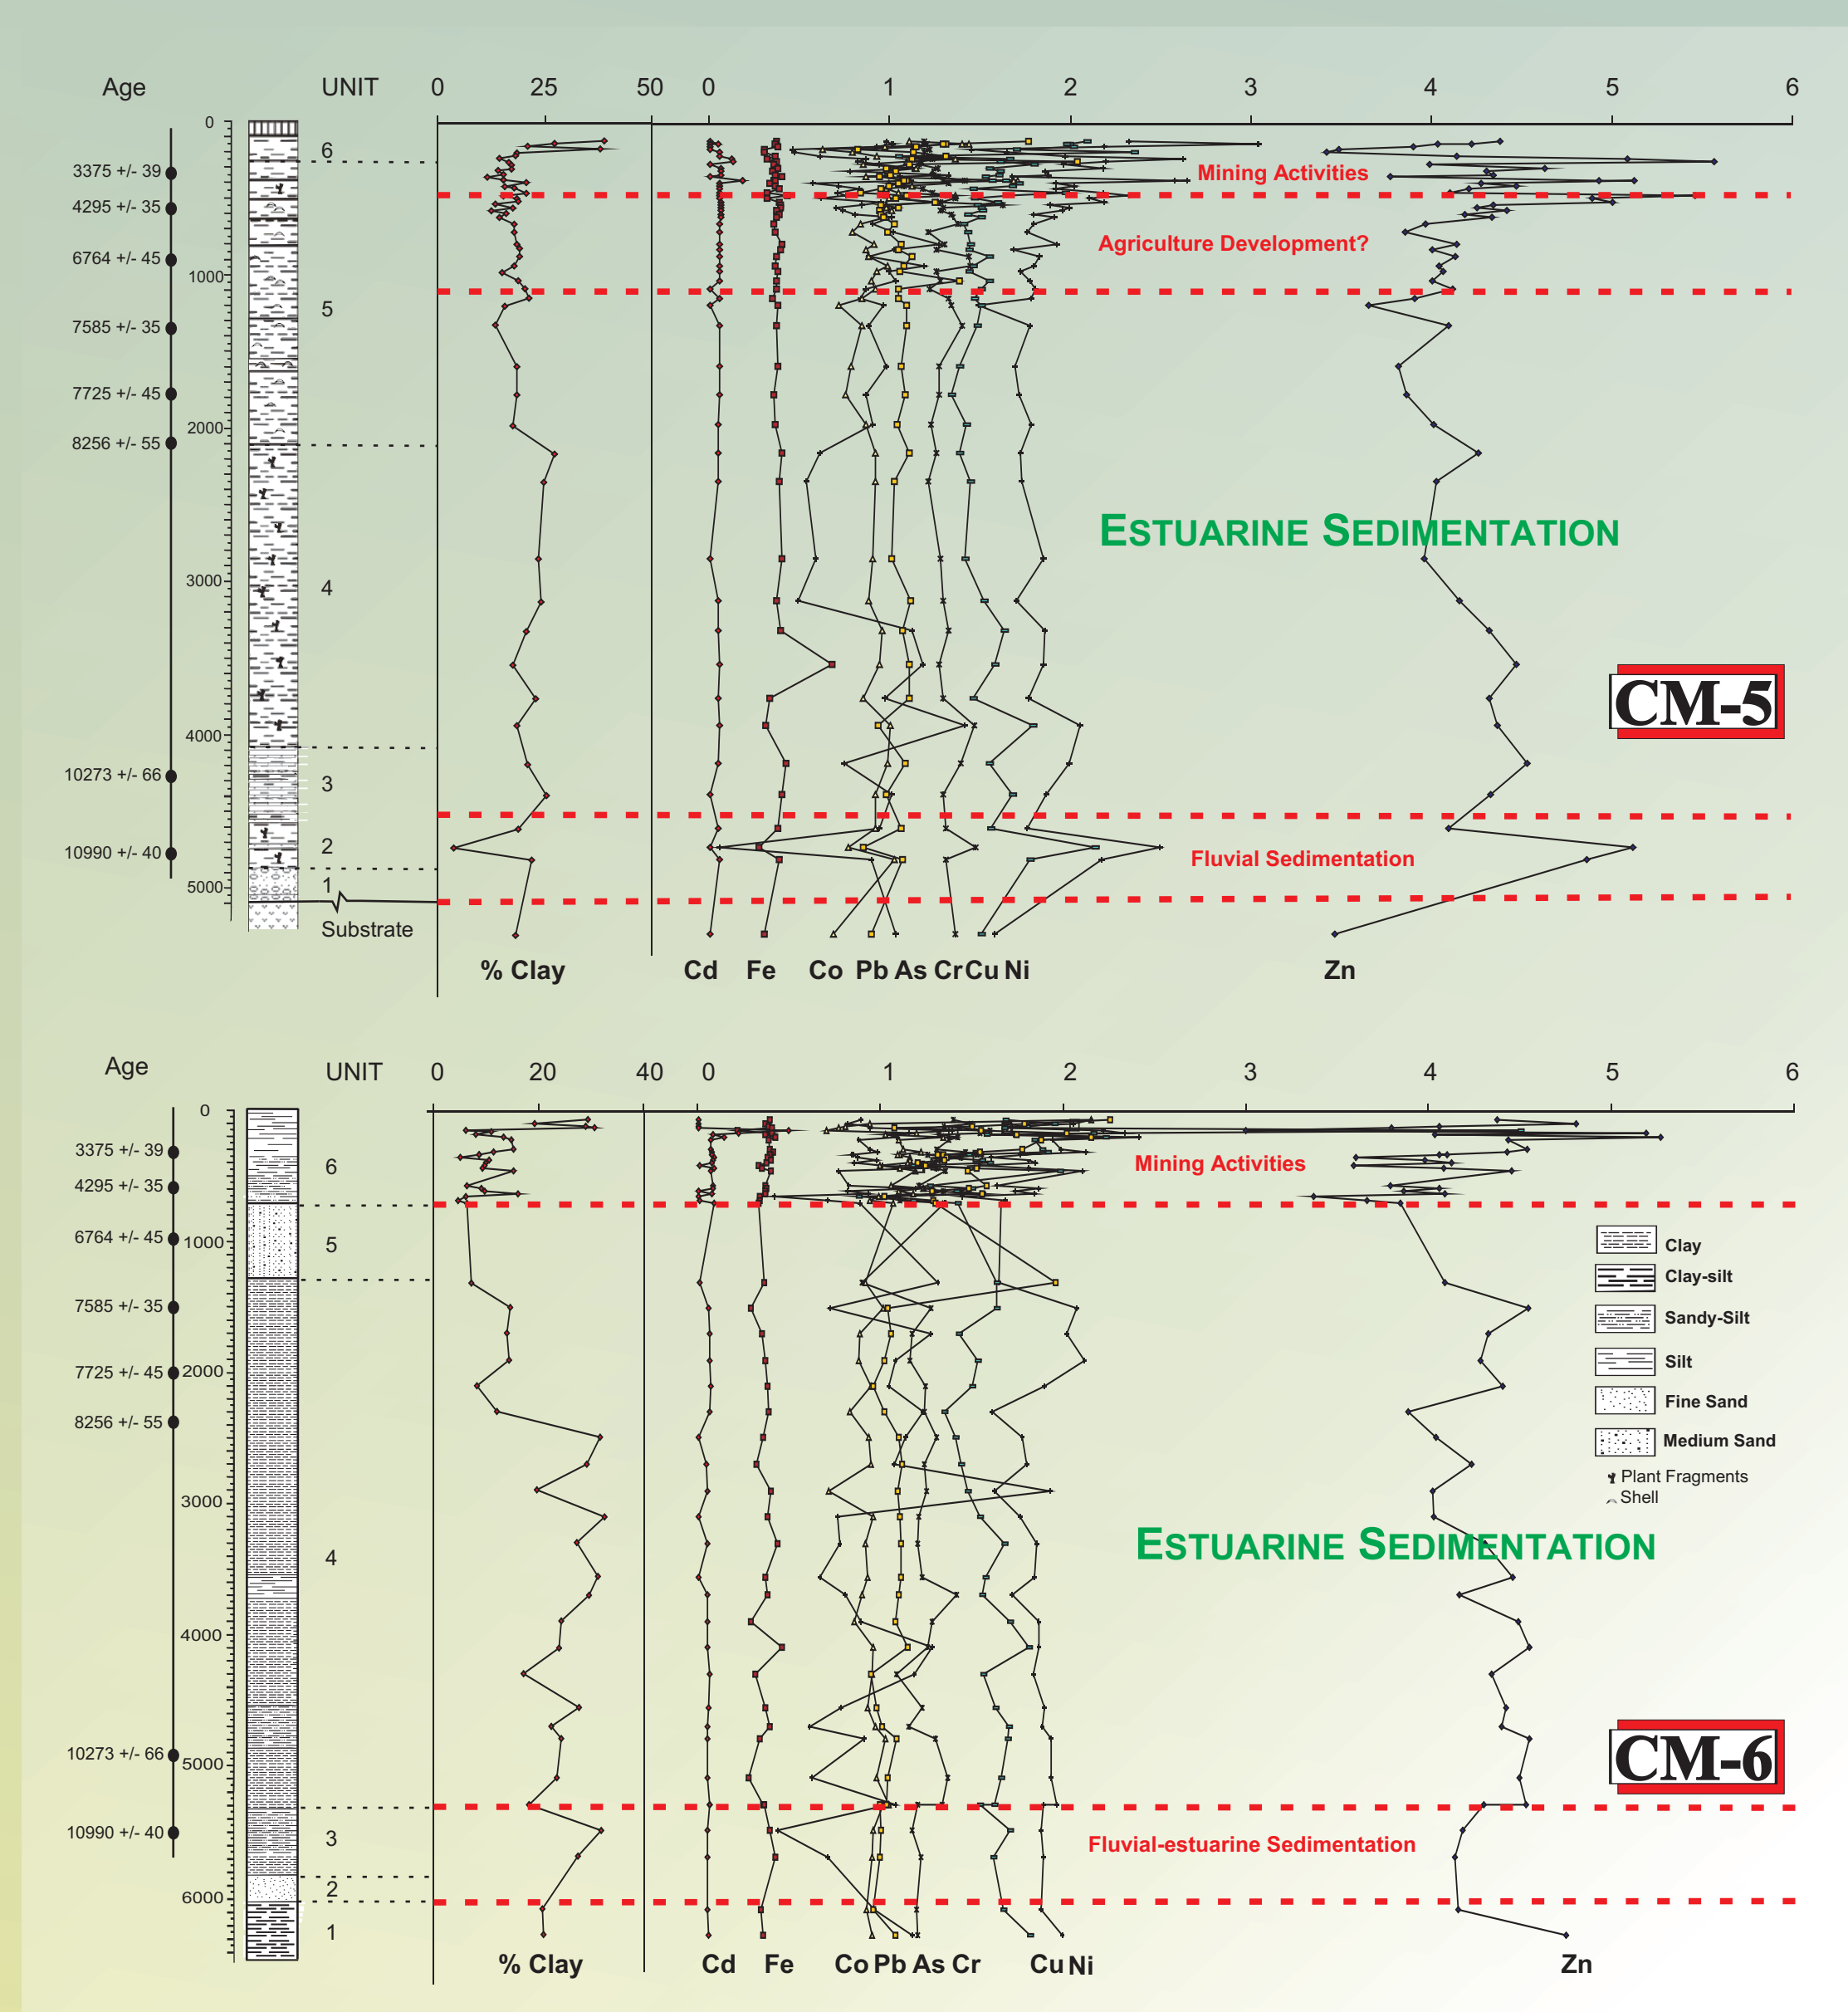 Age UNIT 0 25 50 0 1 2 3 4 5 6
0
3375 +/- 39
6
Mining Activities
4295 +/- 35
Agriculture Development?
6764 +/- 45
1000
5
7585 +/- 35
7725 +/- 45
2000
8256 +/- 55
ESTUARINE SEDIMENTATION
3000
4
CM-5
4000
10273 +/- 66
3
10990 +/- 40
2
Fluvial Sedimentation
5000
1
Substrate
% Clay Cd Fe Co Pb As Cr Cu Ni Zn
Age UNIT 0 20 40 0 1 2 3 4 5 6
0
3375 +/- 39
6
Mining Activities
4295 +/- 35
6764 +/- 45
1000
5
Clay
Clay-silt
7585 +/- 35
Sandy-Silt
Silt
7725 +/- 45
2000
Fine Sand
8256 +/- 55
Medium Sand
Plant Fragments
Shell
3000
ESTUARINE SEDIMENTATION
4
4000
CM-6
10273 +/- 66
5000
10990 +/- 40
3
Fluvial-estuarine Sedimentation
2
6000
1
% Clay Cd Fe Co Pb As Cr Cu Ni Zn